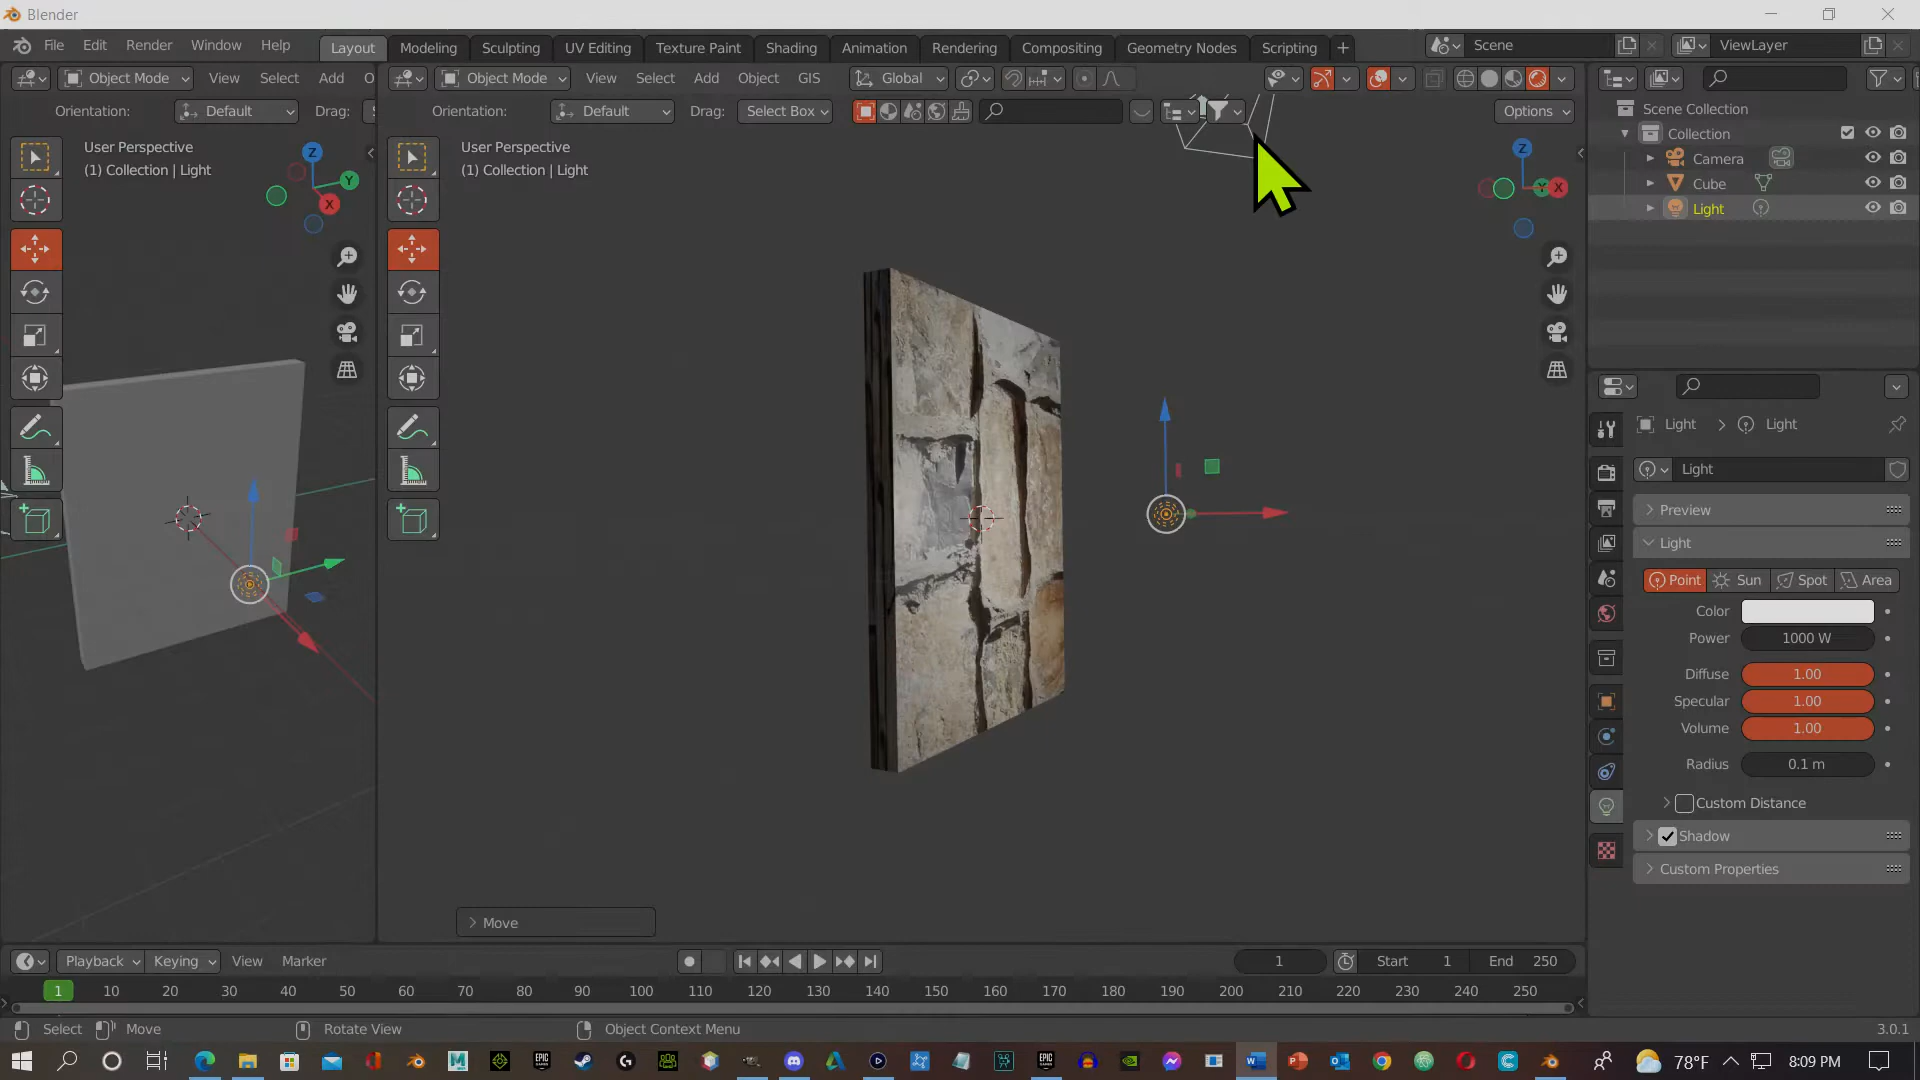 Blender
File Edit Render Window Help Layout Modeling Sculpting UV Editing Texture Paint Shading Animation Rendering Compositing Geometry Nodes Scripting + Scene ViewLayer
Object Mode View Select Add O Object Mode View Select Add Object GIS Global Options
Orientation: Default Drag: S Orientation: Default Drag: Select Box
User Perspective
(1) Collection | Light
Z
Y
X
User Perspective
(1) Collection | Light
Z
Y
X
Scene Collection
Collection
Camera
Cube
Light
Light > Light
Light
Preview
Light
Point Sun Spot Area
Color
Power 1000 W
Diffuse 1.00
Specular 1.00
Volume 1.00
Radius 0.1 m
Custom Distance
Shadow
Custom Properties
Move
Playback Keying View Marker 1 Start 1 End 250
1 10 20 30 40 50 60 70 80 90 100 110 120 130 140 150 160 170 180 190 200 210 220 230 240 250
Select Move Rotate View Object Context Menu 3.0.1
78°F 8:09 PM